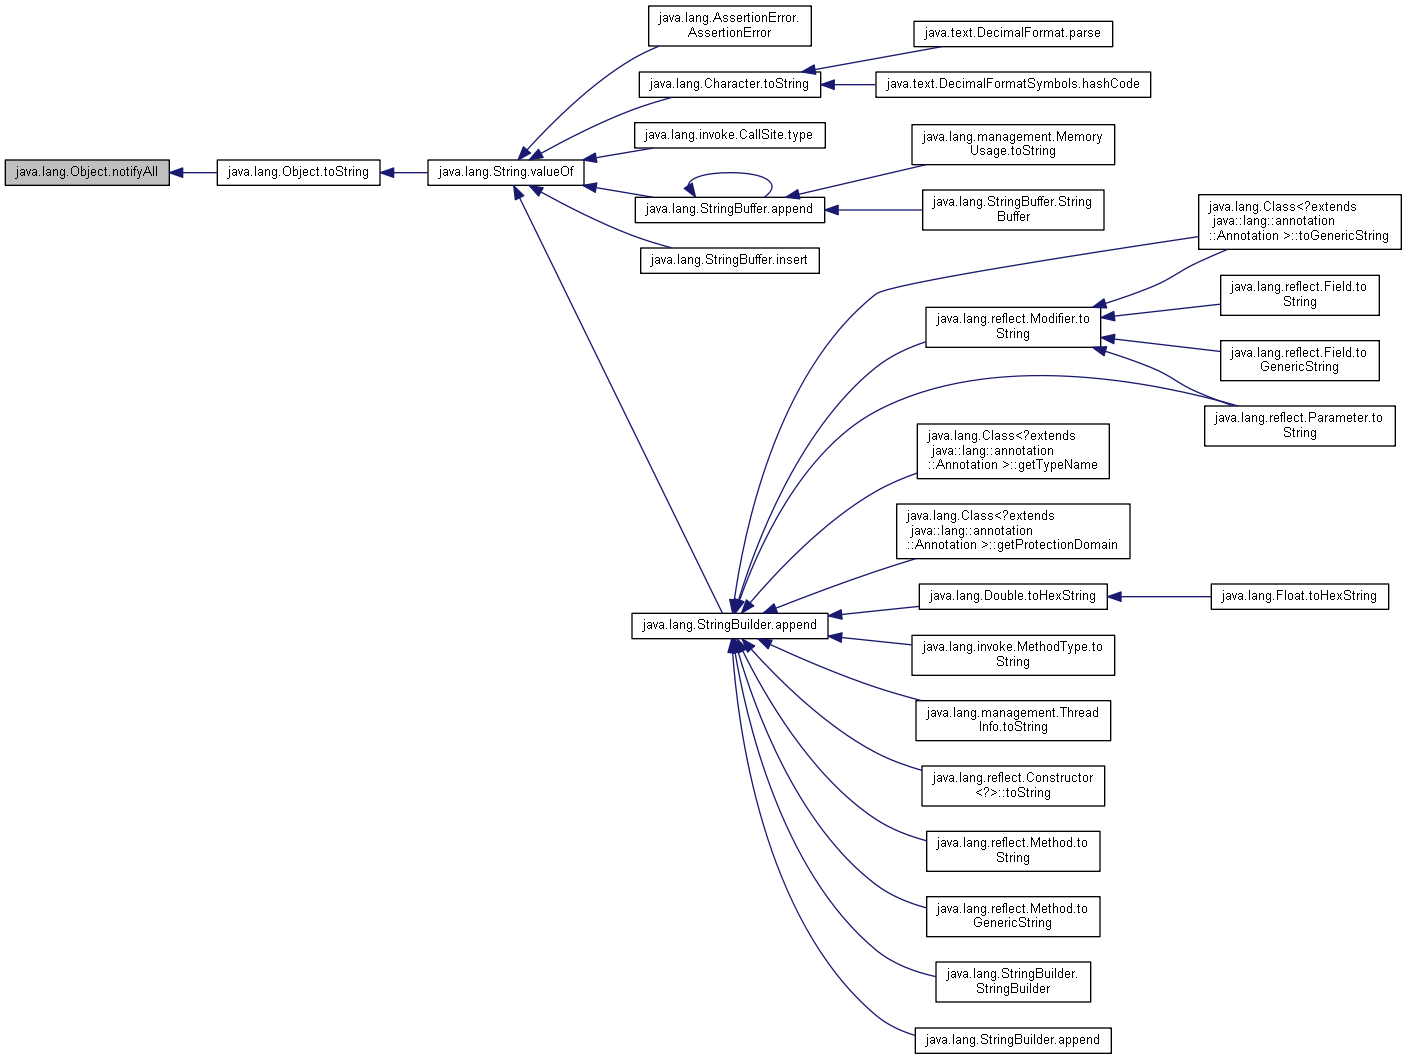 java.lang.Object.notifyAll
java.lang.Object.toString
java.lang.String.valueOf
java.lang.AssertionError.
AssertionError
java.lang.Character.toString
java.lang.invoke.CallSite.type
java.lang.StringBuffer.append
java.lang.StringBuffer.insert
java.lang.StringBuilder.append
java.text.DecimalFormat.parse
java.text.DecimalFormatSymbols.hashCode
java.lang.management.Memory
Usage.toString
java.lang.StringBuffer.String
Buffer
java.lang.reflect.Modifier.to
String
java.lang.Class<?extends
java::lang::annotation
::Annotation >::getTypeName
java.lang.Class<?extends
java::lang::annotation
::Annotation >::getProtectionDomain
java.lang.Double.toHexString
java.lang.invoke.MethodType.to
String
java.lang.management.Thread
Info.toString
java.lang.reflect.Constructor
<?>::toString
java.lang.reflect.Method.to
String
java.lang.reflect.Method.to
GenericString
java.lang.StringBuilder.
StringBuilder
java.lang.StringBuilder.append
java.lang.Class<?extends
java::lang::annotation
::Annotation >::toGenericString
java.lang.reflect.Field.to
String
java.lang.reflect.Field.to
GenericString
java.lang.reflect.Parameter.to
String
java.lang.Float.toHexString